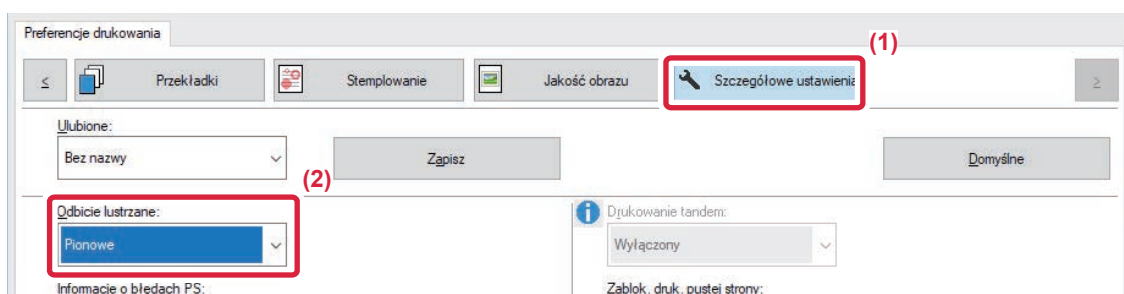 Preferencje drukowania
(1)
≤ Przekładki Stemplowanie Jakość obrazu Szczegółowe ustawienia ≥
Ulubione:
Bez nazwy Zapisz Domyślne
(2)
Odbicie lustrzane: Drukowanie tandem:
Pionowe Wyłączony
Informacje o błędach PS: Zablok. druk. pustej strony: